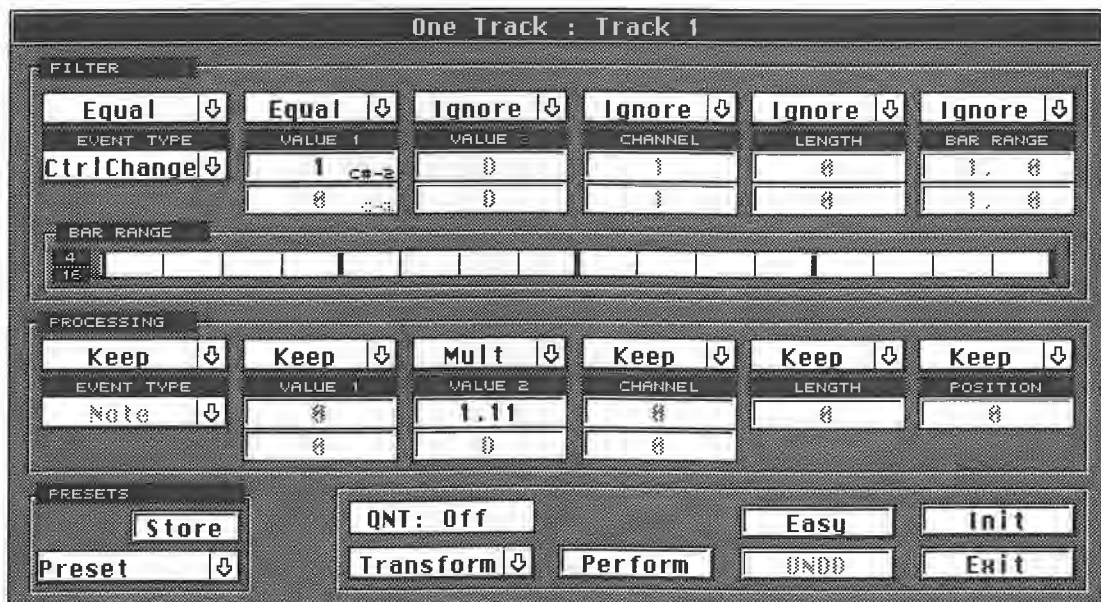 One Track : Track 1
FILTER
Equal Equal Ignore Ignore Ignore Ignore
EVENT TYPE VALUE 1 VALUE 2 CHANNEL LENGTH BAR RANGE
CtrlChange 1 C#-2 0 1 0 1. 0
0 C-2 0 1 0 1. 0
BAR RANGE
4
16
PROCESSING
Keep Keep Mult Keep Keep Keep
EVENT TYPE VALUE 1 VALUE 2 CHANNEL LENGTH POSITION
Note 0 1.11 0 0 0
0 0 0
PRESETS
Store QNT: Off Easy Init
Preset Transform Perform UNDO Exit